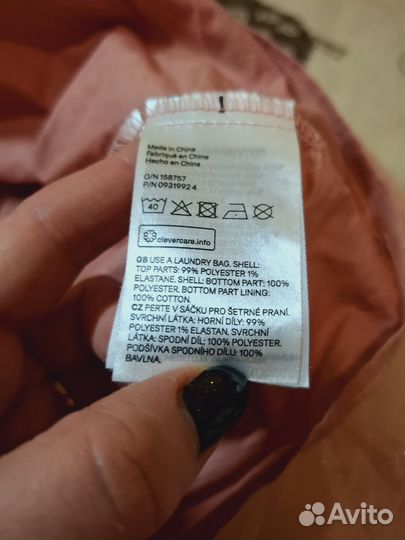 Made in China
Fabriqué en Chine
Hecho en China
O/N 158757
P/N 0931992 4
40
clevercare.info
GB USE A LAUNDRY BAG. SHELL:
TOP PARTS: 99% POLYESTER 1%
ELASTANE. SHELL: BOTTOM PART: 100%
POLYESTER. BOTTOM PART LINING:
100% COTTON.
CZ PERTE V SÁČKU PRO ŠETRNÉ PRANÍ.
SVRCHNÍ LÁTKA: HORNÍ DÍLY: 99%
POLYESTER 1% ELASTAN. SVRCHNÍ
LÁTKA: SPODNÍ DÍL: 100% POLYESTER.
PODŠÍVKA SPODNÍHO DÍLU: 100%
BAVLNA.
Avito